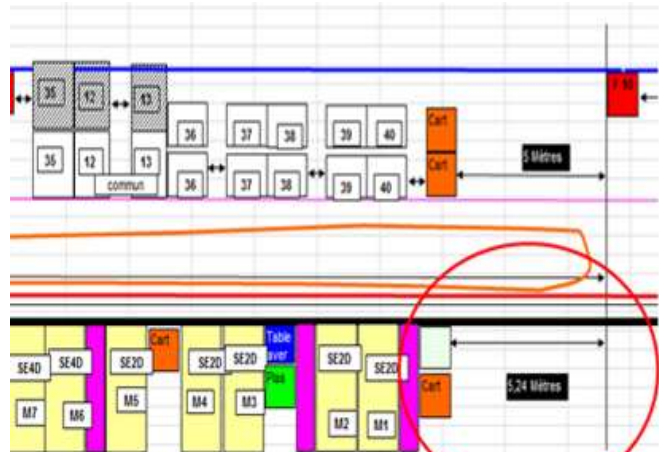 35 12 13
36 37 38 39 40 Cart
35 12 13 36 37 38 39 40 Cart 5 Mètres
commun
Cart Table
aver
SE4D SE4D SE2D SE2D SE2D SE2D SE2D
Plas
M7 M6 M5 M4 M3 M2 M1 Cart 5,24 Mètres